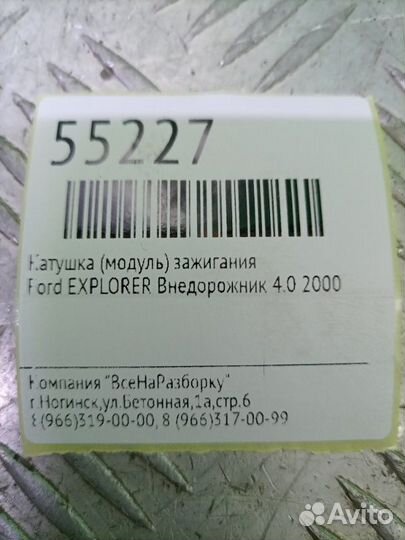 55227
Катушка (модуль) зажигания
Ford EXPLORER Внедорожник 4.0 2000
Компания "ВсеНаРазборку"
г.Ногинск,ул.Бетонная,1а,стр.6
8(966)319-00-00, 8 (966)317-00-99
Avito